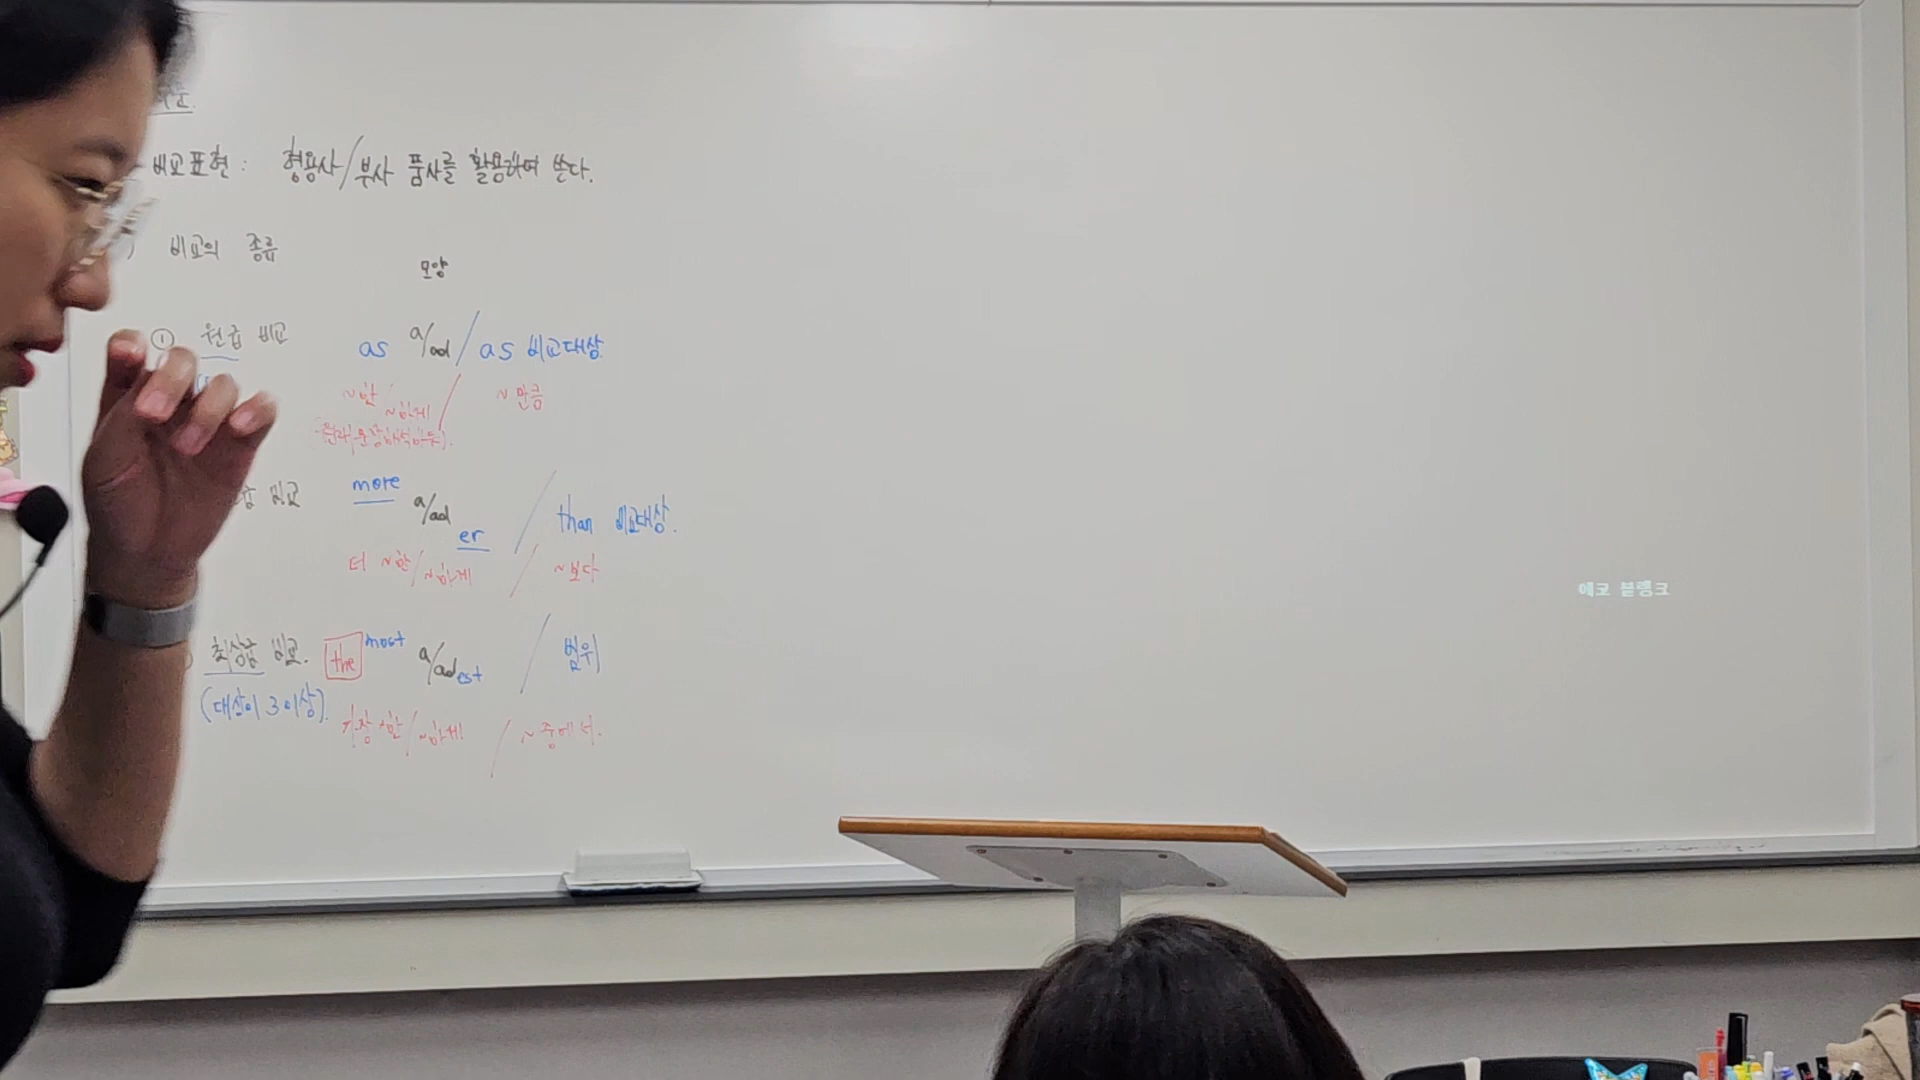 비교표현 : 형용사/부사 품사를 활용하여 쓴다.
비교의 종류
모양
① 원급 비교 as a/ad / as 비교대상.
~한/~하게 / ~만큼
급 비교 more a/ad er / than 비교대상.
더 ~한/~하게 / ~보다
최상급 비교. the most a/ad est / 범위
(대상이 3 이상).
가장 ~한/~하게 / ~중에서.
에코 블랭크